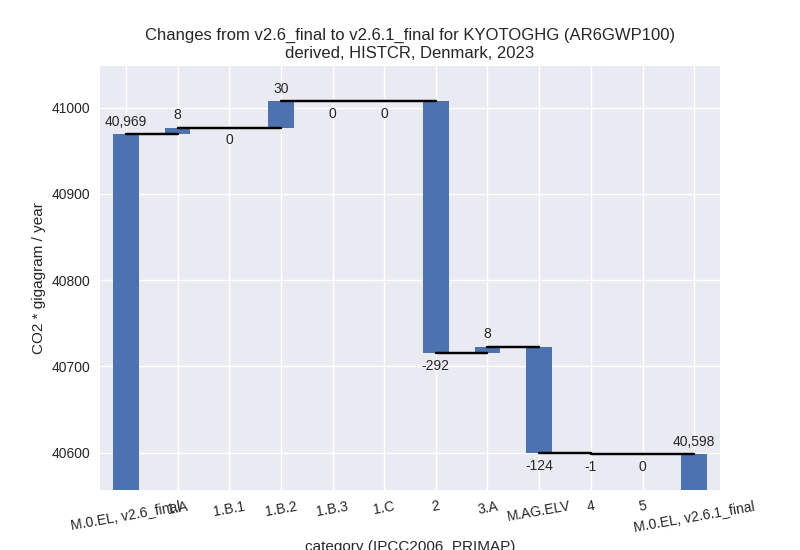 Changes from v2.6_final to v2.6.1_final for KYOTOGHG (AR6GWP100)
derived, HISTCR, Denmark, 2023
CO2 * gigagram / year
41000
40900
40800
40700
40600
40,969
8
0
30
0
0
-292
8
-124
-1
0
40,598
M.0.EL, v2.6_final
1.A
1.B.1
1.B.2
1.B.3
1.C
2
3.A
M.AG.ELV
4
5
M.0.EL, v2.6.1_final
category (IPCC2006_PRIMAP)